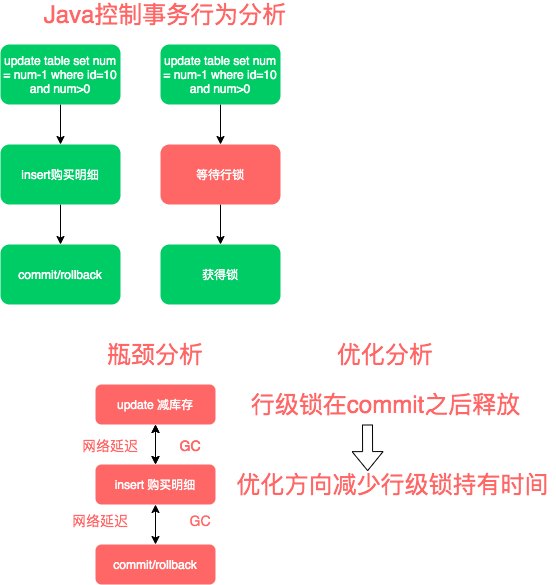 Java控制事务行为分析
update table set num
= num-1 where id=10
and num>0
update table set num
= num-1 where id=10
and num>0
insert购买明细
等待行锁
commit/rollback
获得锁
瓶颈分析
优化分析
update 减库存
行级锁在commit之后释放
网络延迟
GC
insert 购买明细
优化方向减少行级锁持有时间
网络延迟
GC
commit/rollback